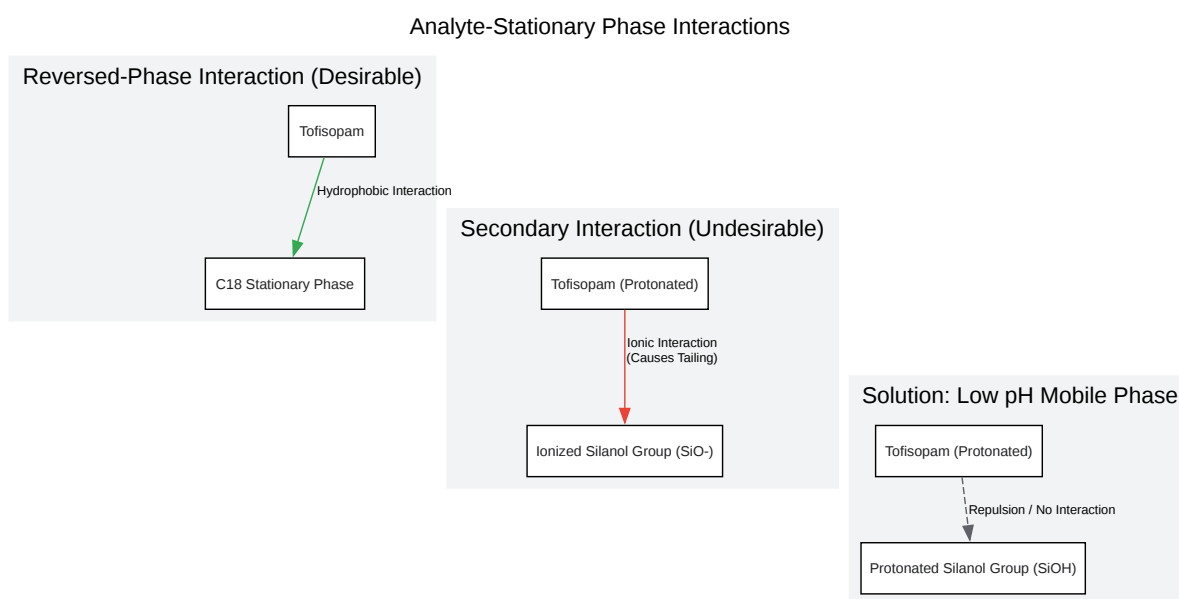 Analyte-Stationary Phase Interactions
Reversed-Phase Interaction (Desirable)
Tofisopam
Hydrophobic Interaction
C18 Stationary Phase
Secondary Interaction (Undesirable)
Tofisopam (Protonated)
Ionic Interaction
(Causes Tailing)
Ionized Silanol Group (SiO-)
Solution: Low pH Mobile Phase
Tofisopam (Protonated)
Repulsion / No Interaction
Protonated Silanol Group (SiOH)